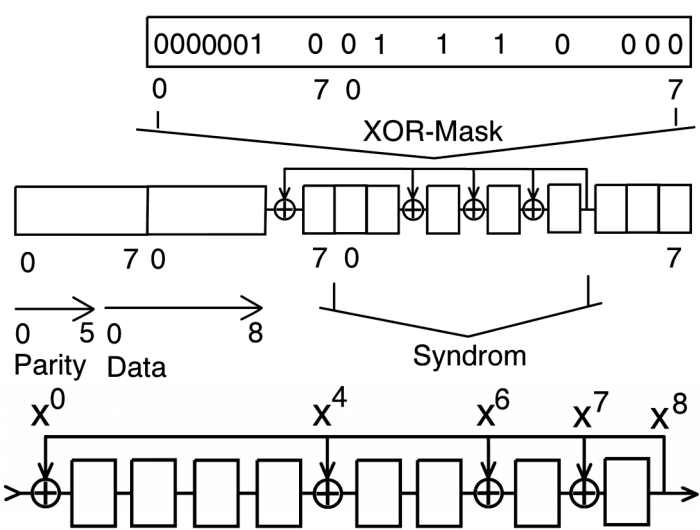 0000001 0 0 1 1 1 0 0 0 0
0 7 0 7
XOR-Mask
0 7 0 7 0 7
0 5 0 8
Parity Data
Syndrom
x0 x4 x6 x7 x8